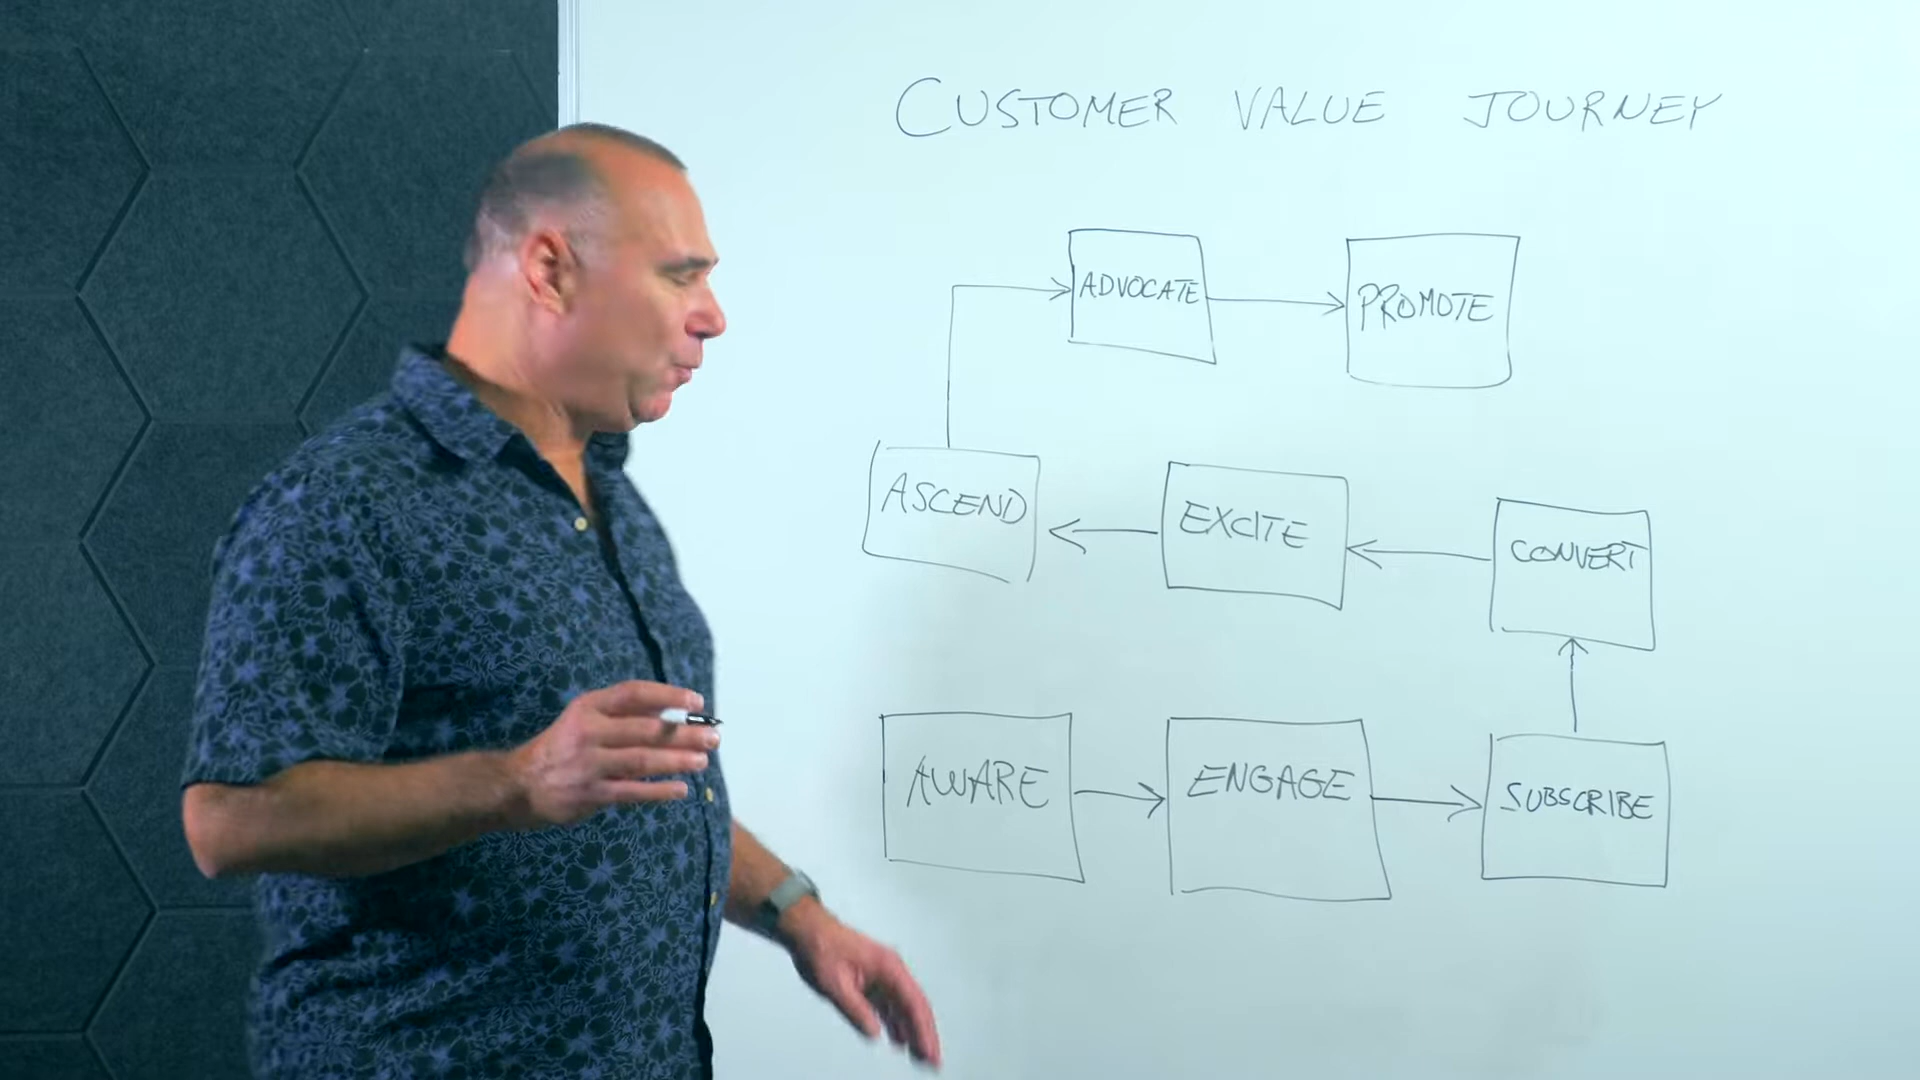 CUSTOMER VALUE JOURNEY
ADVOCATE
PROMOTE
ASCEND
EXCITE
CONVERT
AWARE
ENGAGE
SUBSCRIBE